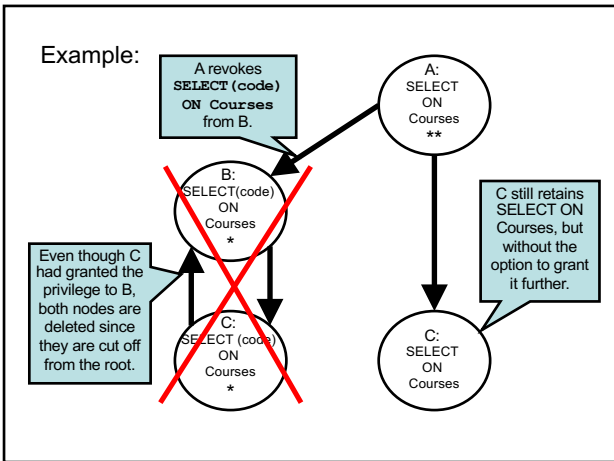 Example:
A revokes
SELECT(code)
ON Courses
from B.
A:
SELECT
ON
Courses
**
B:
SELECT(code)
ON
Courses
*
C still retains
SELECT ON
Courses, but
without the
option to grant
it further.
Even though C
had granted the
privilege to B,
both nodes are
deleted since
they are cut off
from the root.
C:
SELECT (code)
ON
Courses
*
C:
SELECT
ON
Courses